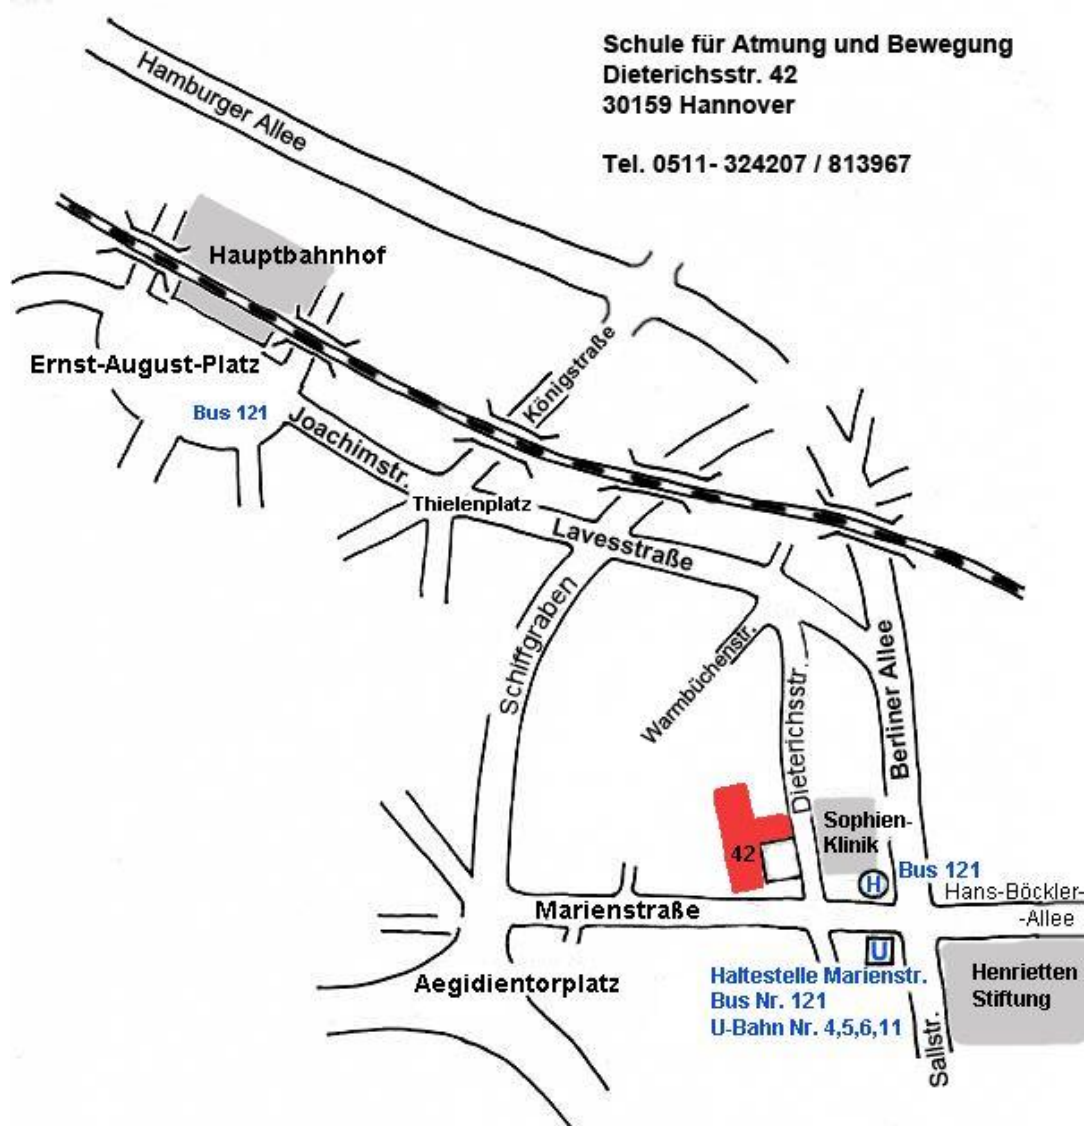 Schule für Atmung und Bewegung
Dieterichsstr. 42
30159 Hannover
Tel. 0511- 324207 / 813967
Hamburger Allee
Hauptbahnhof
Königstraße
Ernst-August-Platz
Bus 121
Joachimstr.
Thielenplatz
Lavesstraße
Schiffgraben
Warmbüchenstr.
Dieterichsstr.
Berliner Allee
Sophien-
Klinik
42
H
Bus 121
Hans-Böckler-
-Allee
Marienstraße
U
Aegidientorplatz
Haltestelle Marienstr.
Bus Nr. 121
U-Bahn Nr. 4,5,6,11
Henrietten
Stiftung
Sallstr.